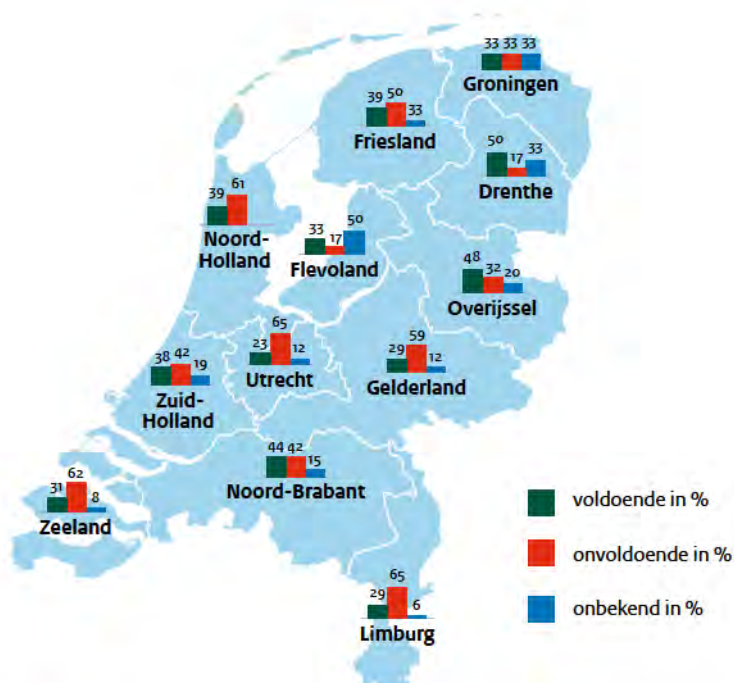 33 33 33
Groningen
39 50 33
Friesland
50 17 33
Drenthe
39 61
Noord-
Holland
33 17 50
Flevoland
48 32 20
Overijssel
23 65 12
Utrecht
29 59 12
Gelderland
38 42 19
Zuid-
Holland
44 42 15
Noord-Brabant
31 62 8
Zeeland
29 65 6
Limburg
voldoende in %
onvoldoende in %
onbekend in %